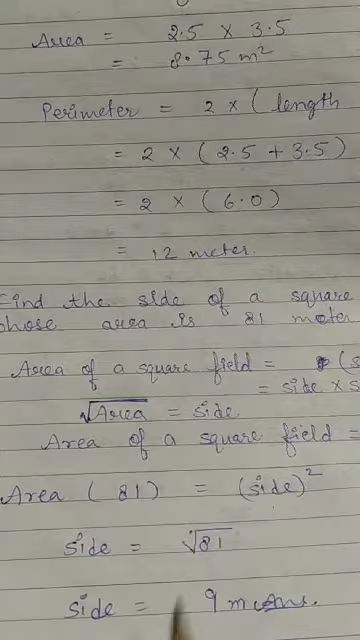 Area = 2.5 × 3.5
= 8.75 m²
Perimeter = 2 × ( length
= 2 × ( 2.5 + 3.5 )
= 2 × ( 6.0 )
= 12 meter.
Find the side of a square
whose area is 81 meter
Area of a square field = (s
= side × s
√Area = side
Area of a square field =
Area ( 81 ) = (side)²
side = √81
side = 9 m